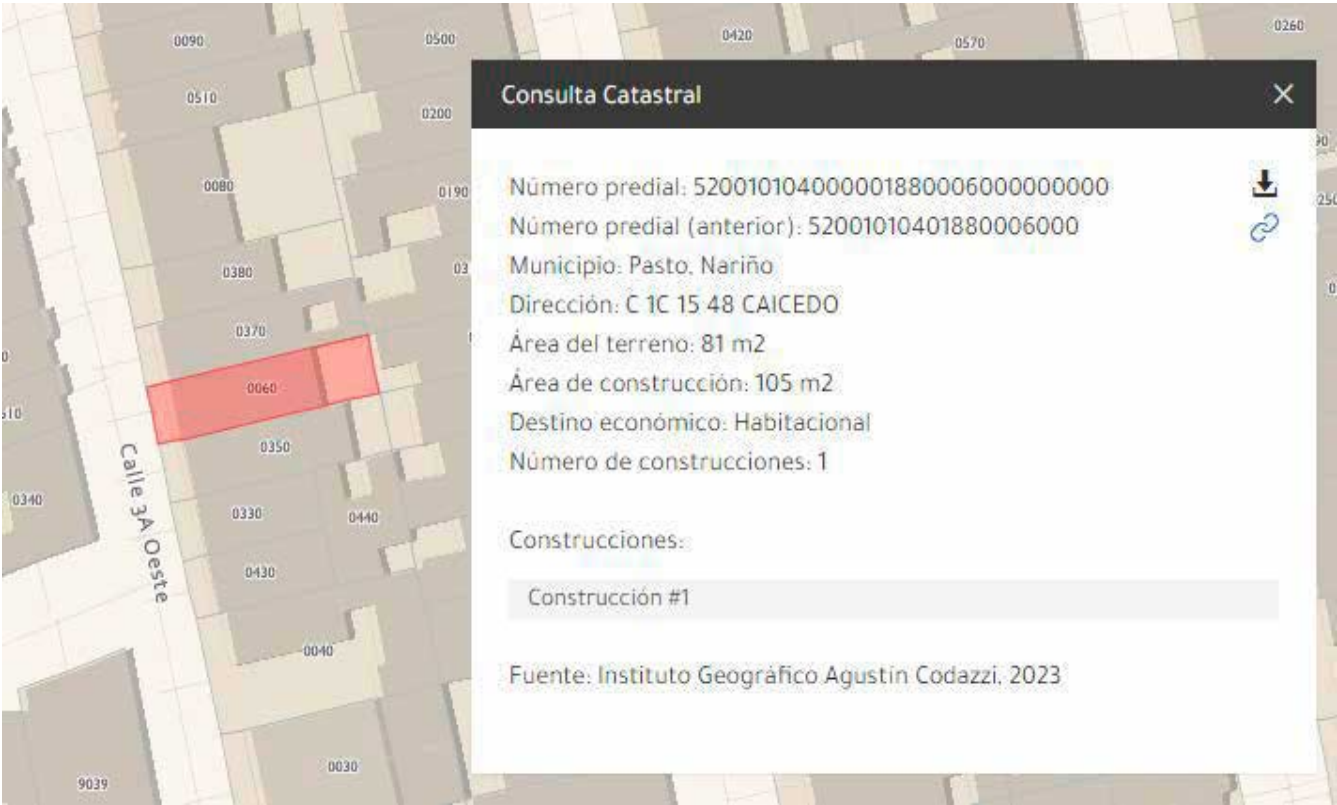 0090
0500
0420
0570
0260
0510
0200
0080
0190
0380
0370
0060
0350
0340
0330
0440
0430
0040
0030
9039
Calle 3A Oeste
Consulta Catastral
Número predial: 520010104000001880006000000000
Número predial (anterior): 52001010401880006000
Municipio: Pasto, Nariño
Dirección: C 1C 15 48 CAICEDO
Área del terreno: 81 m2
Área de construcción: 105 m2
Destino económico: Habitacional
Número de construcciones: 1
Construcciones:
Construcción #1
Fuente: Instituto Geográfico Agustín Codazzi, 2023